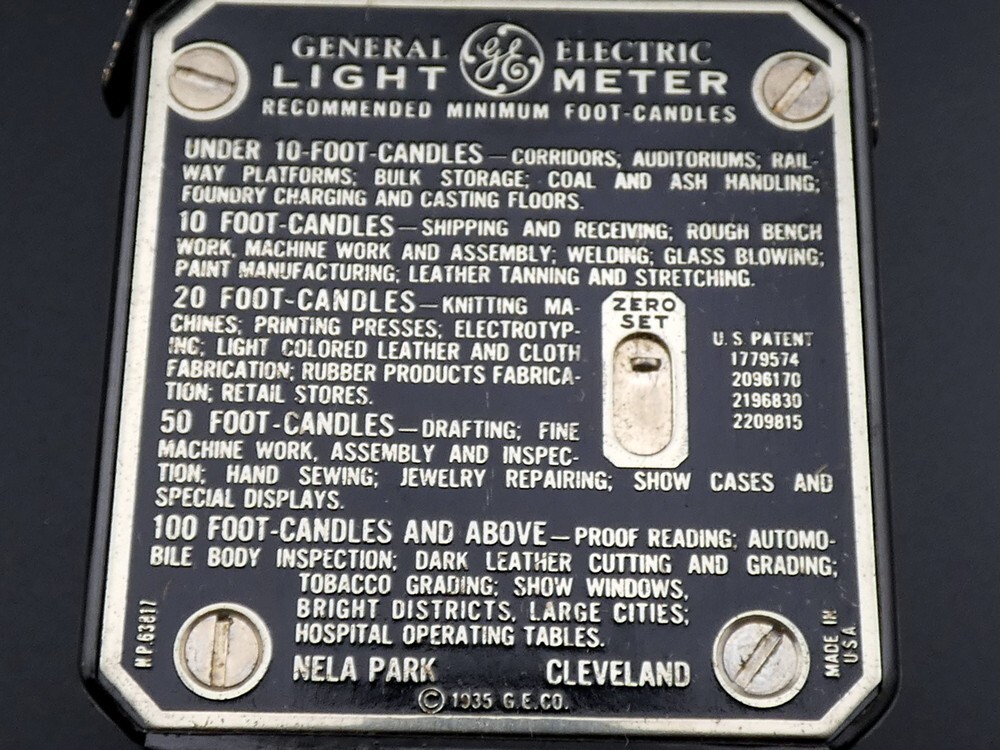 GENERAL GE ELECTRIC
LIGHT METER
RECOMMENDED MINIMUM FOOT-CANDLES
UNDER 10-FOOT-CANDLES — CORRIDORS; AUDITORIUMS; RAIL-
WAY PLATFORMS; BULK STORAGE; COAL AND ASH HANDLING;
FOUNDRY CHARGING AND CASTING FLOORS.
10 FOOT-CANDLES — SHIPPING AND RECEIVING; ROUGH BENCH
WORK, MACHINE WORK AND ASSEMBLY; WELDING; GLASS BLOWING;
PAINT MANUFACTURING; LEATHER TANNING AND STRETCHING.
20 FOOT-CANDLES — KNITTING MA-
CHINES; PRINTING PRESSES; ELECTROTYP-
ING; LIGHT COLORED LEATHER AND CLOTH
FABRICATION; RUBBER PRODUCTS FABRICA-
TION; RETAIL STORES.
ZERO
SET
U.S. PATENT
1779574
2096170
2196830
2209815
50 FOOT-CANDLES — DRAFTING; FINE
MACHINE WORK, ASSEMBLY AND INSPEC-
TION; HAND SEWING; JEWELRY REPAIRING; SHOW CASES AND
SPECIAL DISPLAYS.
100 FOOT-CANDLES AND ABOVE — PROOF READING; AUTOMO-
BILE BODY INSPECTION; DARK LEATHER CUTTING AND GRADING;
TOBACCO GRADING; SHOW WINDOWS,
BRIGHT DISTRICTS, LARGE CITIES;
HOSPITAL OPERATING TABLES.
NELA PARK CLEVELAND
© 1935 G.E.CO.
N.P.63817
MADE IN
U.S.A.